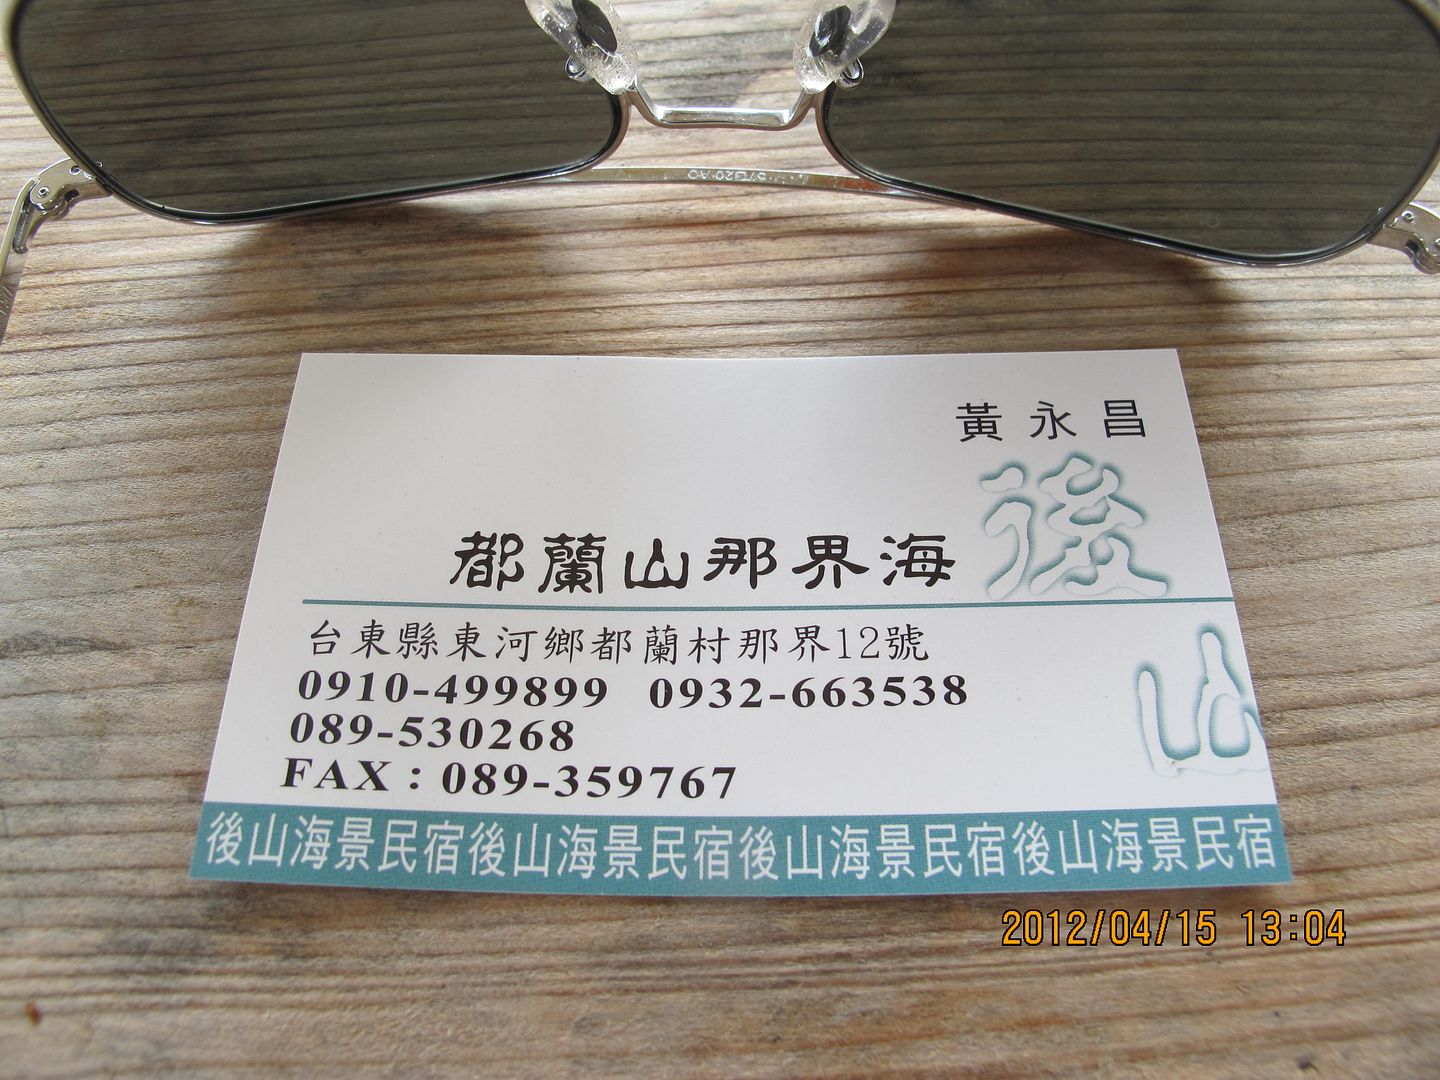 黃永昌
後山
都蘭山那界海
台東縣東河鄉都蘭村那界12號
0910-499899 0932-663538
089-530268
FAX：089-359767
後山海景民宿後山海景民宿後山海景民宿後山海景民宿
2012/04/15 13:04